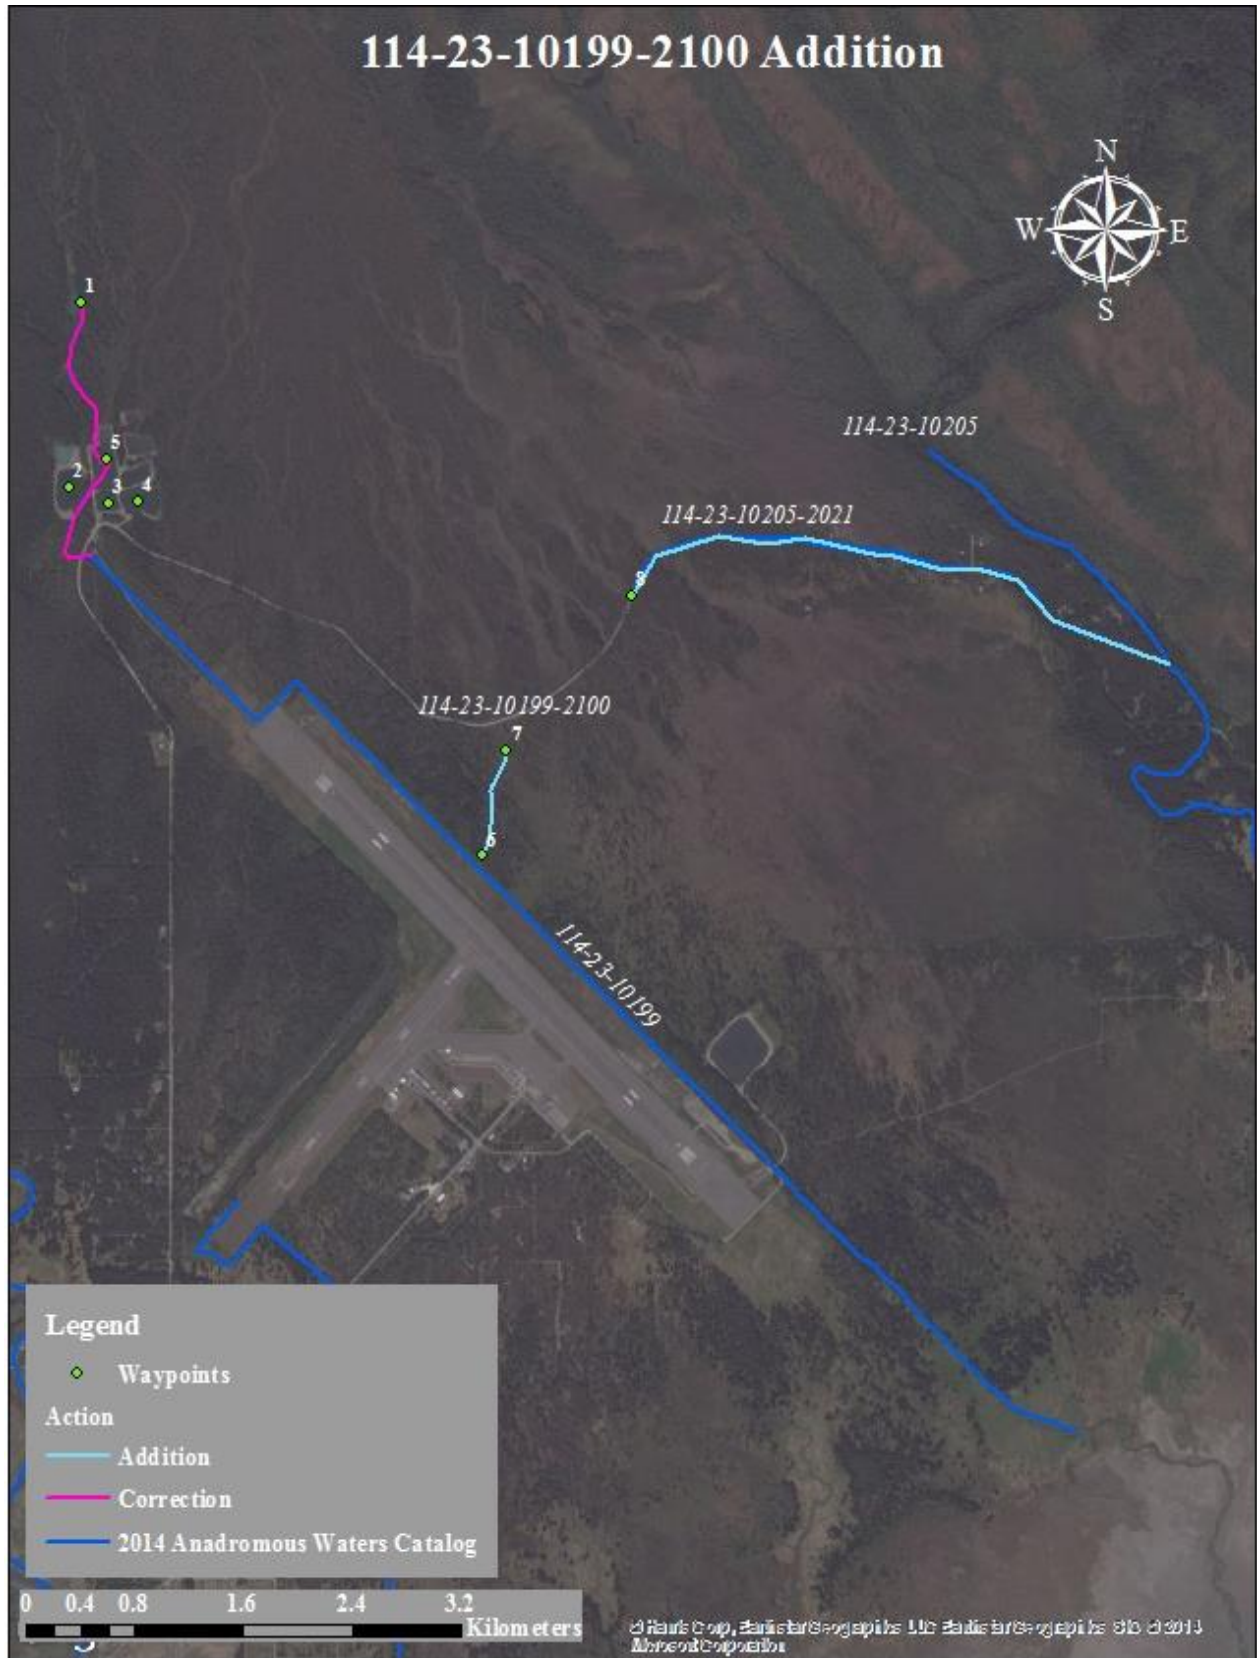 114-23-10199-2100 Addition
N
W E
S
1
114-23-10205
5
2
3
4
114-23-10205-2021
8
114-23-10199-2100
7
6
114-23-10199
Legend
Waypoints
Action
Addition
Correction
2014 Anadromous Waters Catalog
0 0.4 0.8 1.6 2.4 3.2
Kilometers